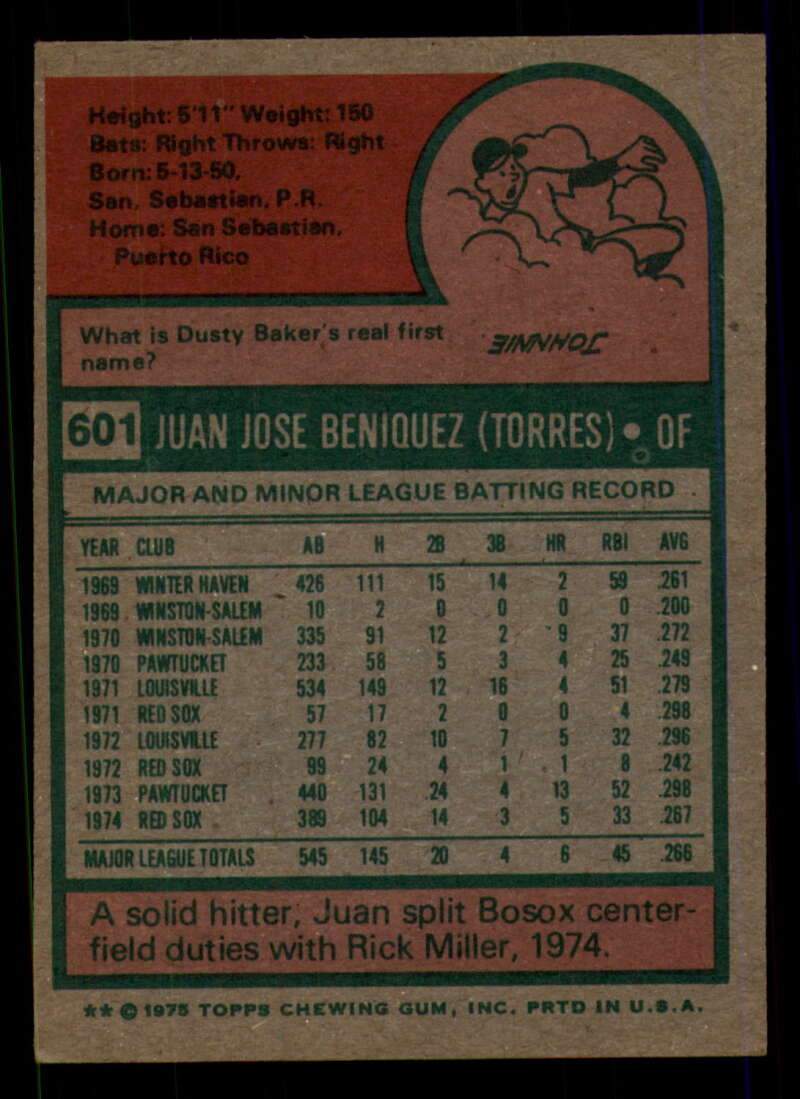 Height: 5'11" Weight: 150
Bats: Right Throws: Right
Born: 5-13-50,
San, Sebastian, P.R.
Home: San Sebastian,
Puerto Rico
What is Dusty Baker's real first
name?
JOHNNIE
601 JUAN JOSE BENIQUEZ (TORRES) • OF
MAJOR AND MINOR LEAGUE BATTING RECORD
YEAR CLUB AB H 2B 3B HR RBI AVG
1969 WINTER HAVEN 426 111 15 14 2 59 .261
1969 WINSTON-SALEM 10 2 0 0 0 0 .200
1970 WINSTON-SALEM 335 91 12 2 9 37 .272
1970 PAWTUCKET 233 58 5 3 4 25 .249
1971 LOUISVILLE 534 149 12 16 4 51 .279
1971 RED SOX 57 17 2 0 0 4 .298
1972 LOUISVILLE 277 82 10 7 5 32 .296
1972 RED SOX 99 24 4 1 1 8 .242
1973 PAWTUCKET 440 131 24 4 13 52 .298
1974 RED SOX 389 104 14 3 5 33 .267
MAJOR LEAGUE TOTALS 545 145 20 4 6 45 .266
A solid hitter, Juan split Bosox center-
field duties with Rick Miller, 1974.
** © 1975 TOPPS CHEWING GUM, INC. PRTD IN U.S.A.